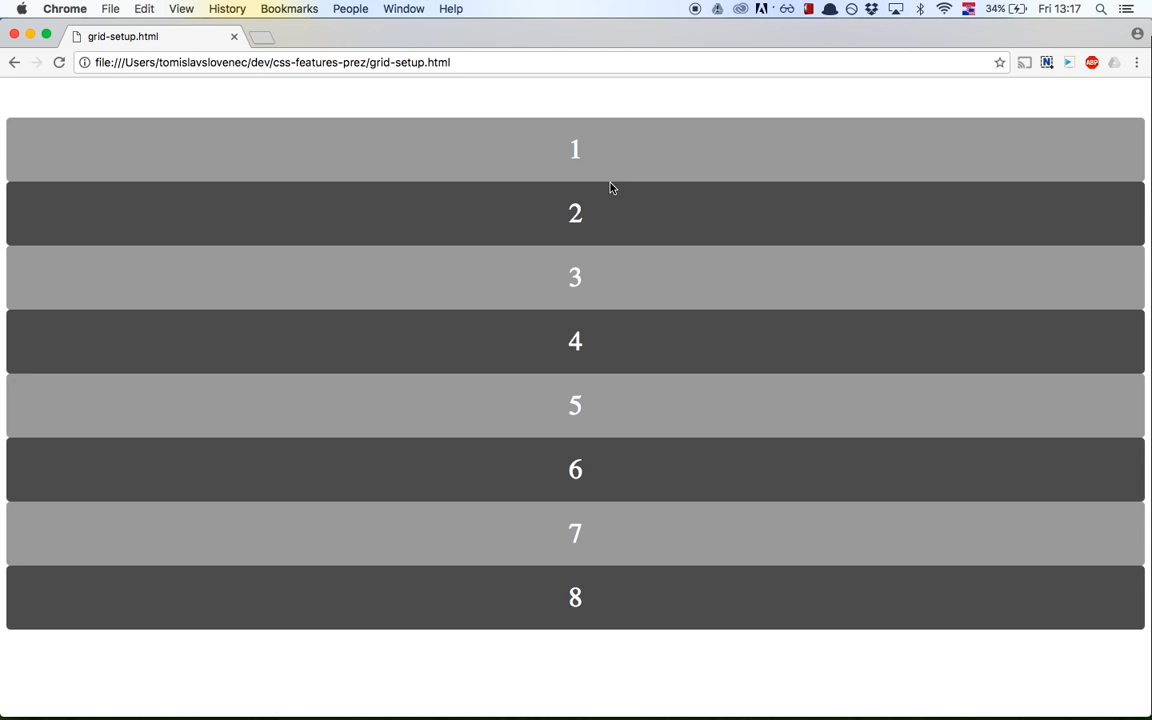 Chrome File Edit View History Bookmarks People Window Help 34% Fri 13:17
grid-setup.html
file:///Users/tomislavslovenec/dev/css-features-prez/grid-setup.html ABP
1
2
3
4
5
6
7
8